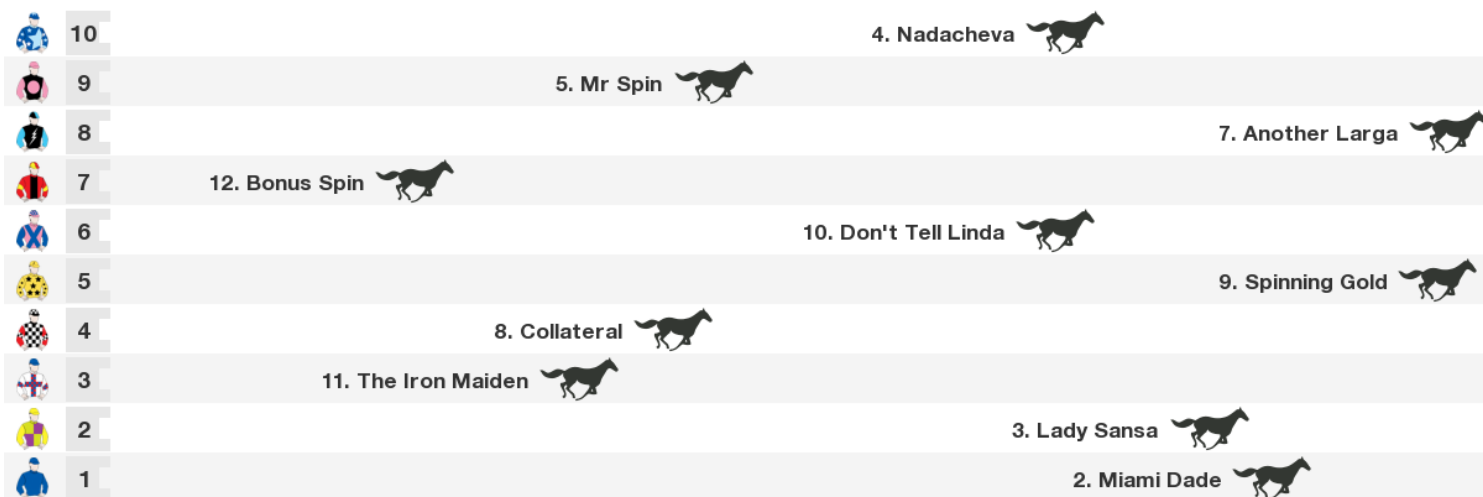 10 4. Nadacheva
9 5. Mr Spin
8 7. Another Larga
7 12. Bonus Spin
6 10. Don't Tell Linda
5 9. Spinning Gold
4 8. Collateral
3 11. The Iron Maiden
2 3. Lady Sansa
1 2. Miami Dade